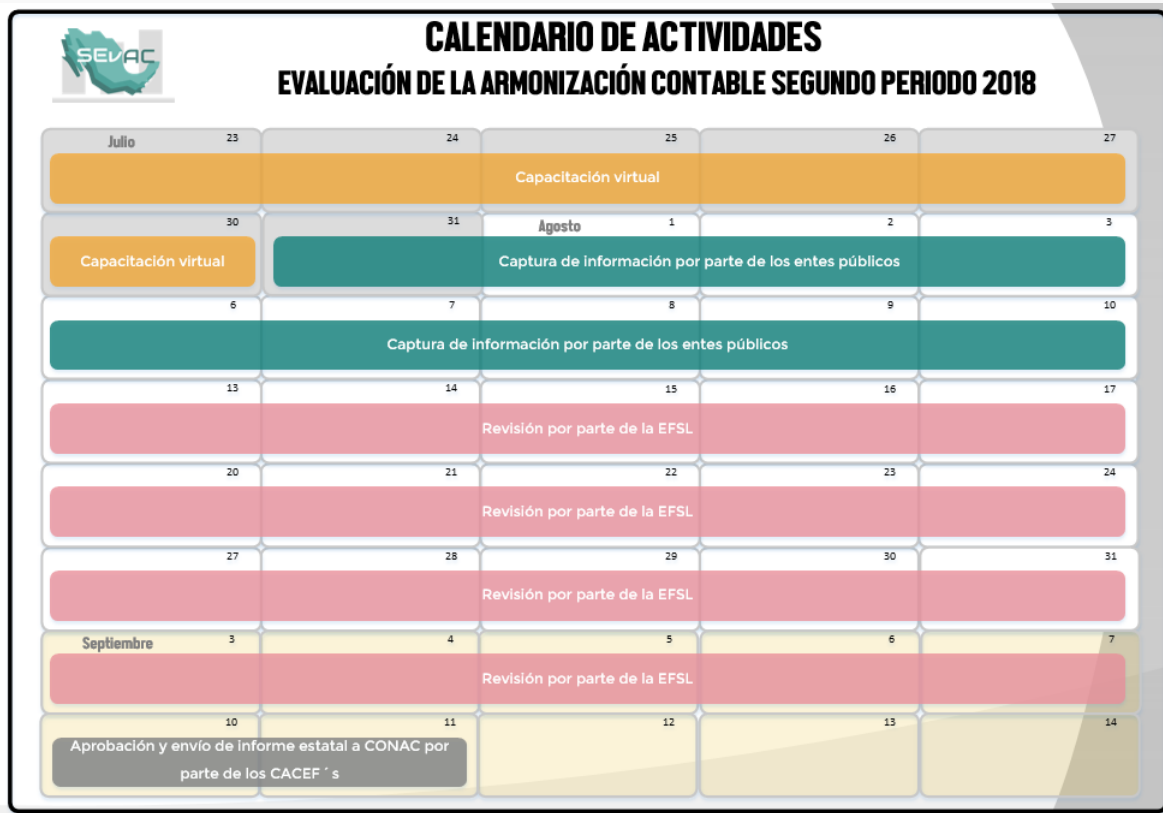 SEvAC
CALENDARIO DE ACTIVIDADES
EVALUACIÓN DE LA ARMONIZACIÓN CONTABLE SEGUNDO PERIODO 2018
Julio 23 24 25 26 27
Capacitación virtual
30 31 Agosto 1 2 3
Capacitación virtual Captura de información por parte de los entes públicos
6 7 8 9 10
Captura de información por parte de los entes públicos
13 14 15 16 17
Revisión por parte de la EFSL
20 21 22 23 24
Revisión por parte de la EFSL
27 28 29 30 31
Revisión por parte de la EFSL
Septiembre 3 4 5 6 7
Revisión por parte de la EFSL
10 11 12 13 14
Aprobación y envío de informe estatal a CONAC por
parte de los CACEF ´ s